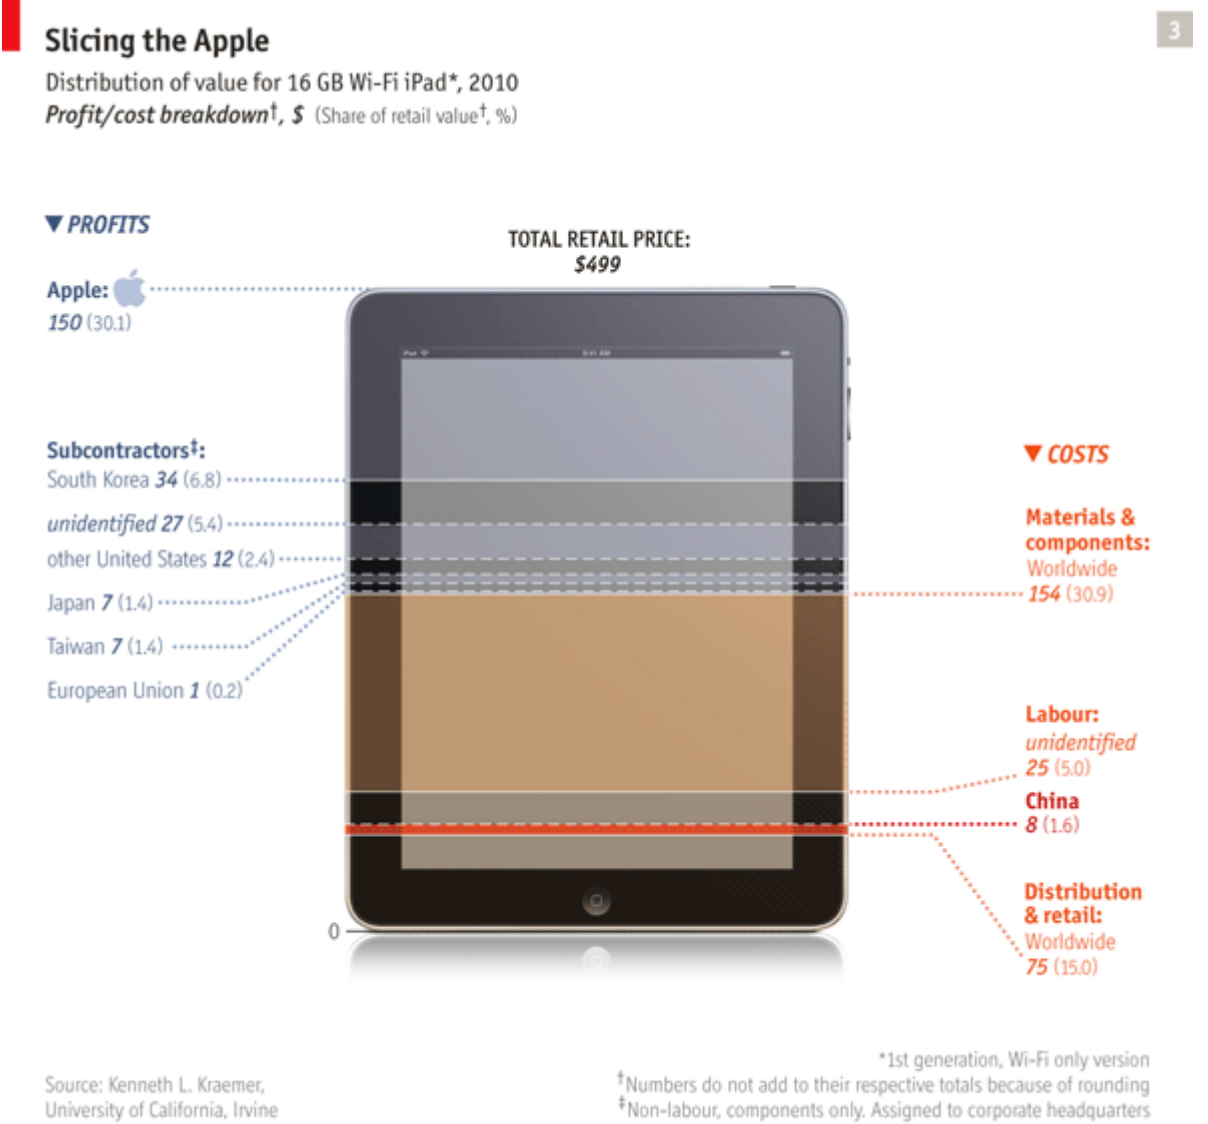 Slicing the Apple
3
Distribution of value for 16 GB Wi-Fi iPad*, 2010
Profit/cost breakdown†, $ (Share of retail value†, %)
▼ PROFITS
TOTAL RETAIL PRICE:
$499
Apple:
150 (30.1)
iPad
9:41 AM
Subcontractors‡:
South Korea 34 (6.8)
unidentified 27 (5.4)
other United States 12 (2.4)
Japan 7 (1.4)
Taiwan 7 (1.4)
European Union 1 (0.2)
▼ COSTS
Materials &
components:
Worldwide
154 (30.9)
Labour:
unidentified
25 (5.0)
China
8 (1.6)
Distribution
& retail:
Worldwide
75 (15.0)
0
*1st generation, Wi-Fi only version
Source: Kenneth L. Kraemer,
University of California, Irvine
†Numbers do not add to their respective totals because of rounding
‡Non-labour, components only. Assigned to corporate headquarters